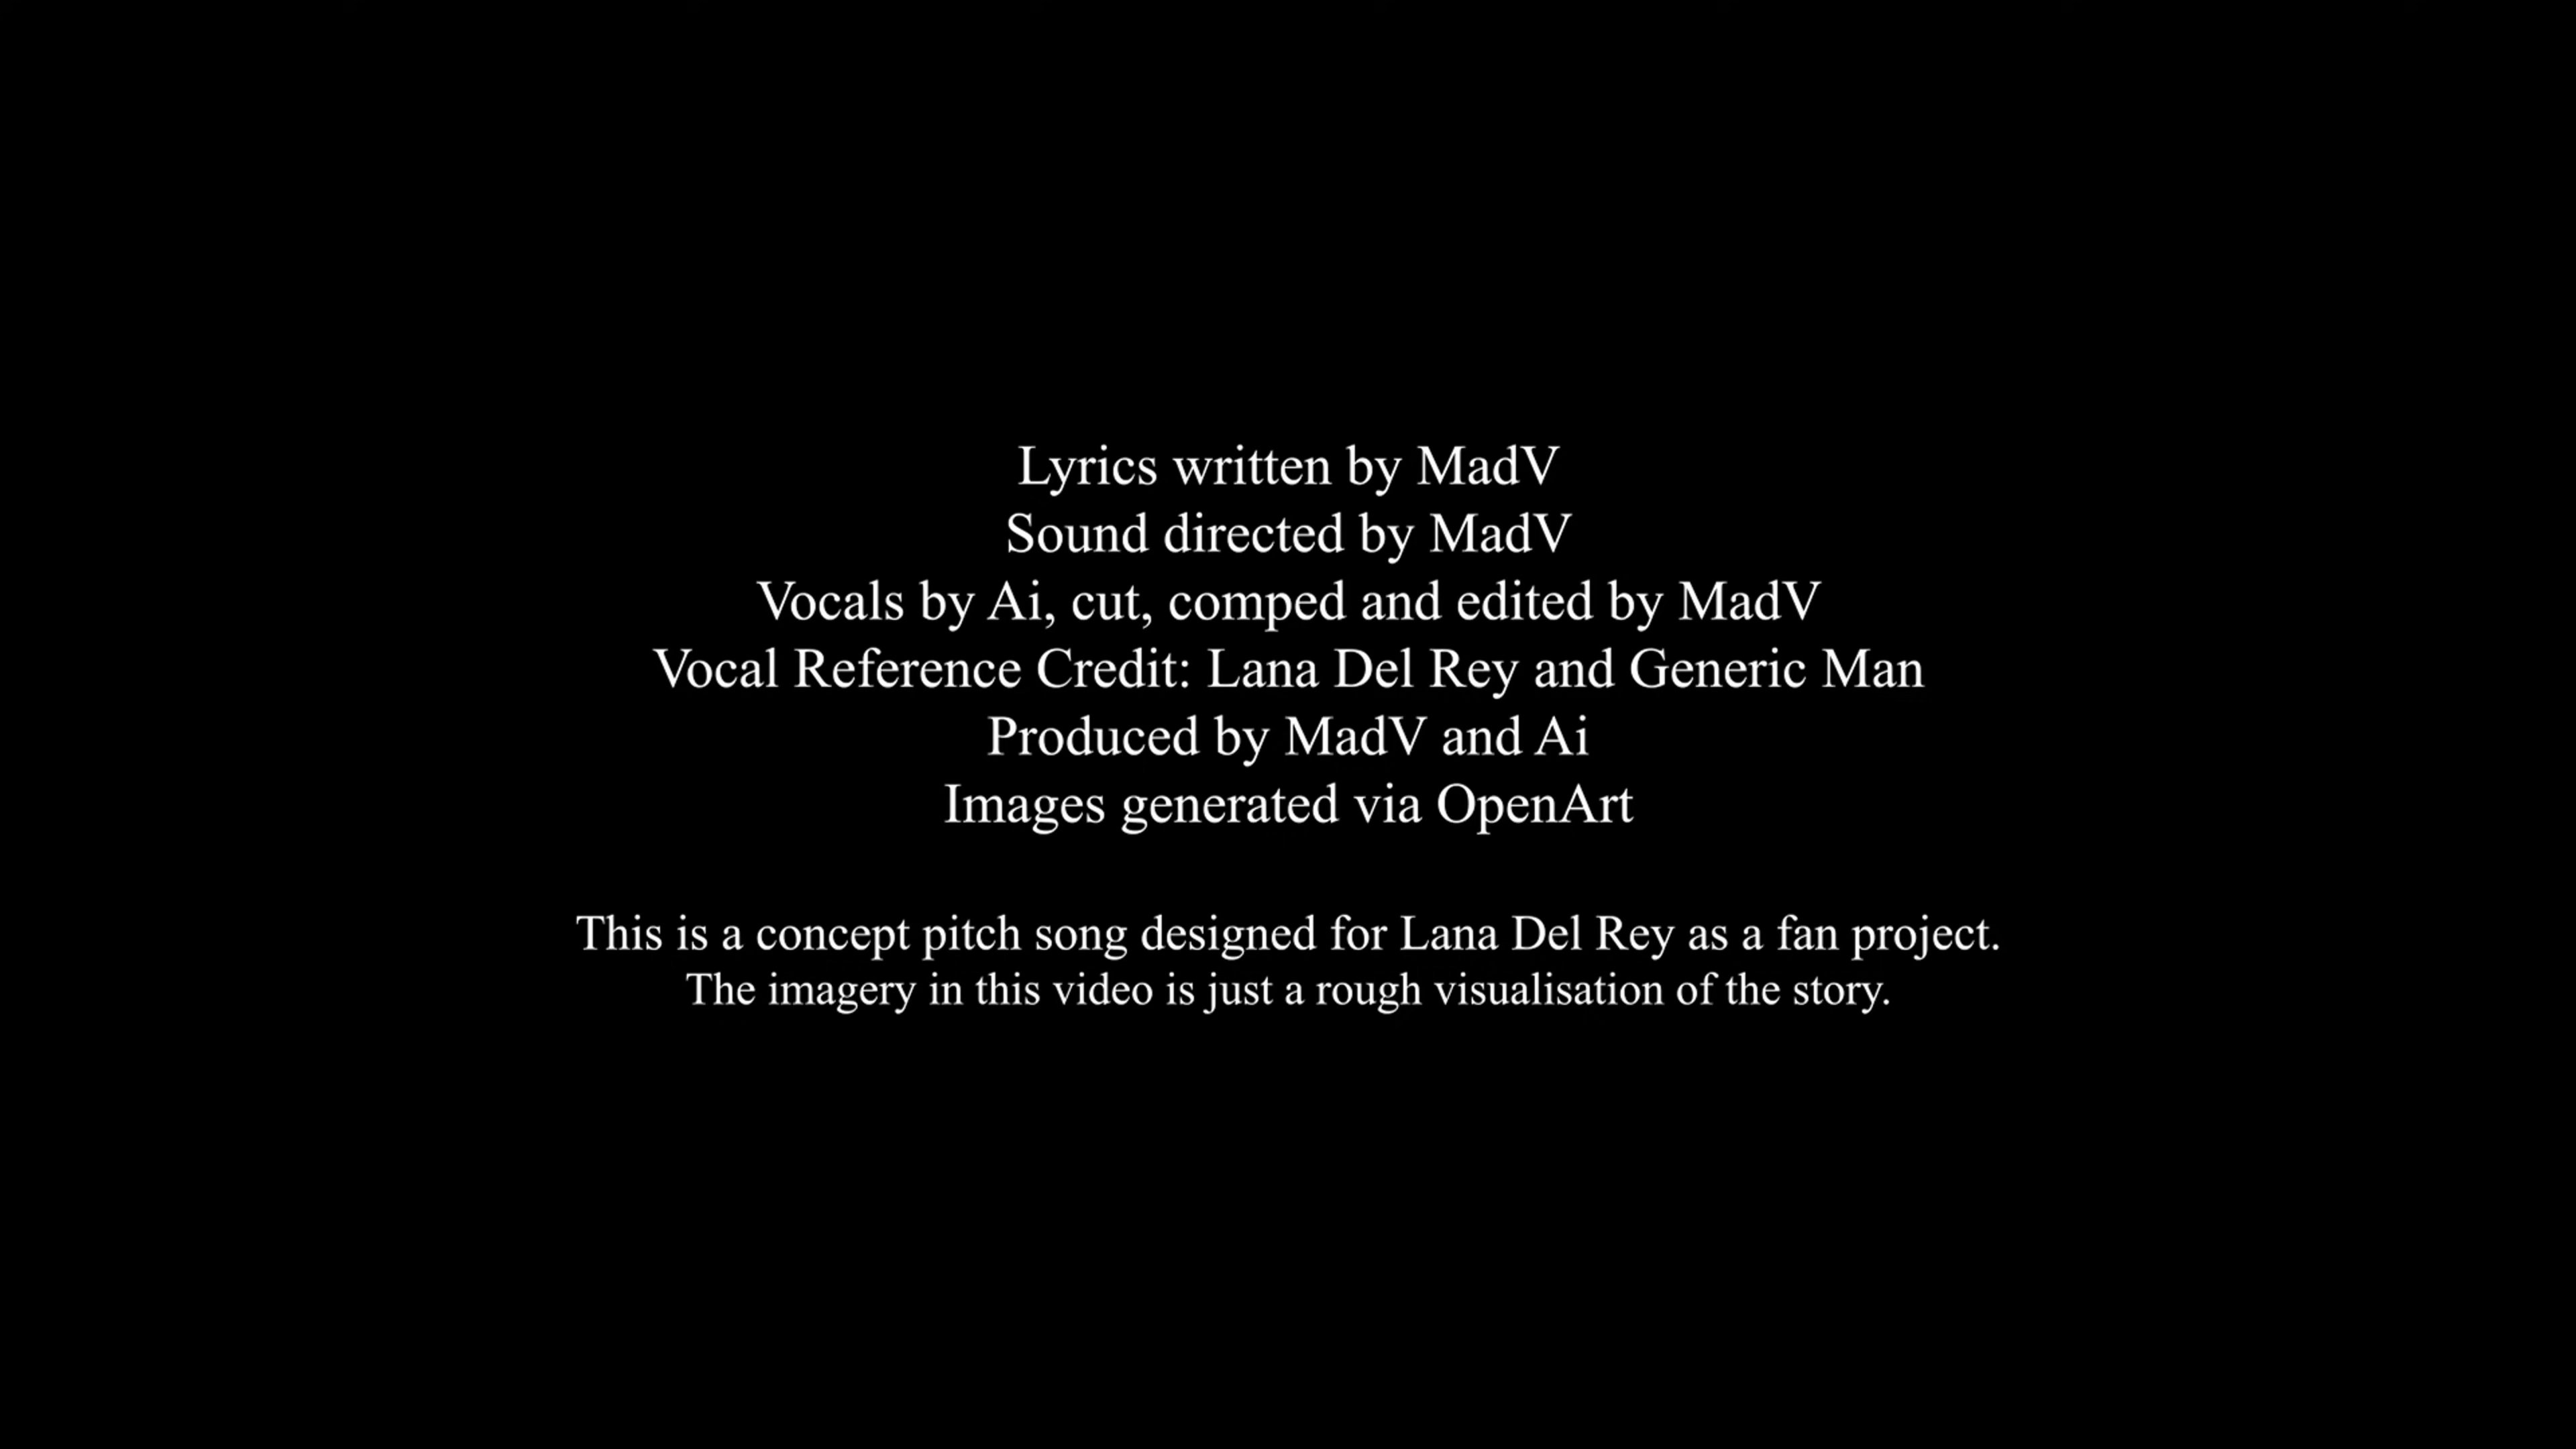 Lyrics written by MadV
Sound directed by MadV
Vocals by Ai, cut, comped and edited by MadV
Vocal Reference Credit: Lana Del Rey and Generic Man
Produced by MadV and Ai
Images generated via OpenArt
This is a concept pitch song designed for Lana Del Rey as a fan project.
The imagery in this video is just a rough visualisation of the story.